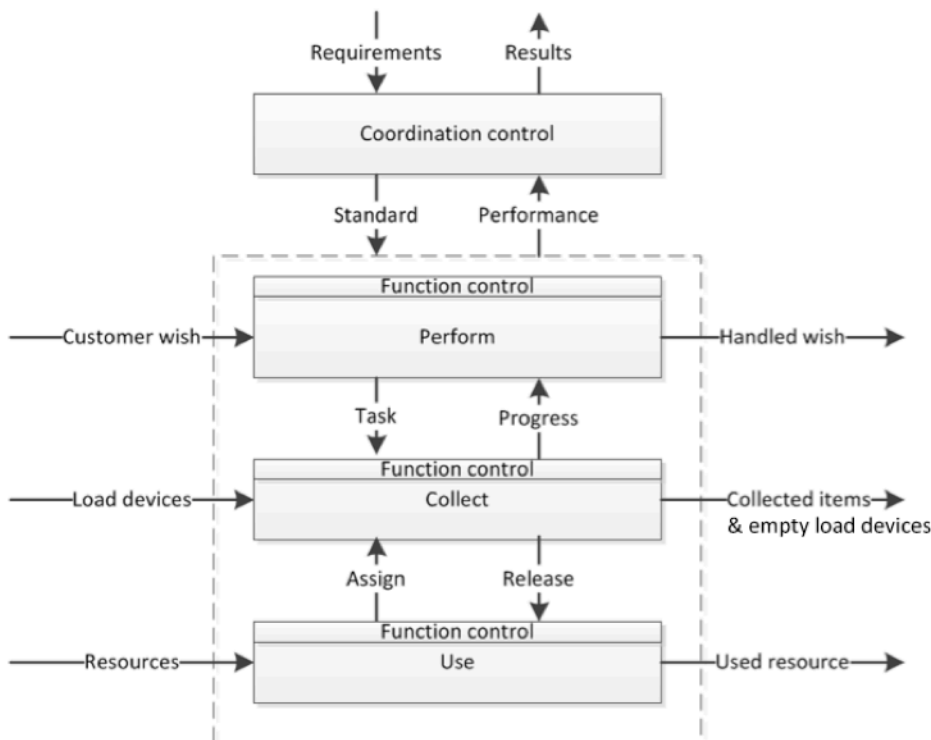 Requirements
Results
Coordination control
Standard
Performance
Function control
Customer wish
Perform
Handled wish
Task
Progress
Function control
Load devices
Collect
Collected items
& empty load devices
Assign
Release
Function control
Resources
Use
Used resource